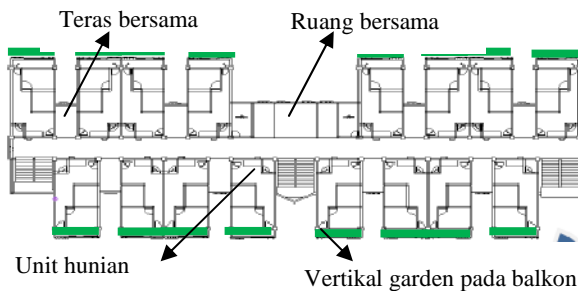 Teras bersama
Ruang bersama
Unit hunian
Vertikal garden pada balkon